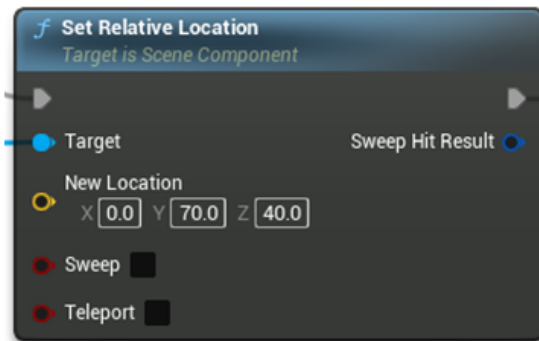 f Set Relative Location
Target is Scene Component
Target Sweep Hit Result
New Location
X 0.0 Y 70.0 Z 40.0
Sweep
Teleport